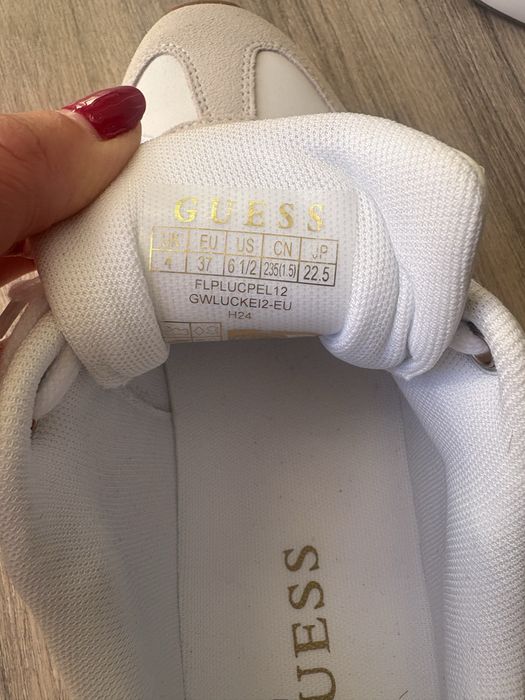 GUESS
UK EU US CN JP
4 37 6 1/2 235(1.5) 22.5
FLPLUCPEL12
GWLUCKEI2-EU
H24
UESS